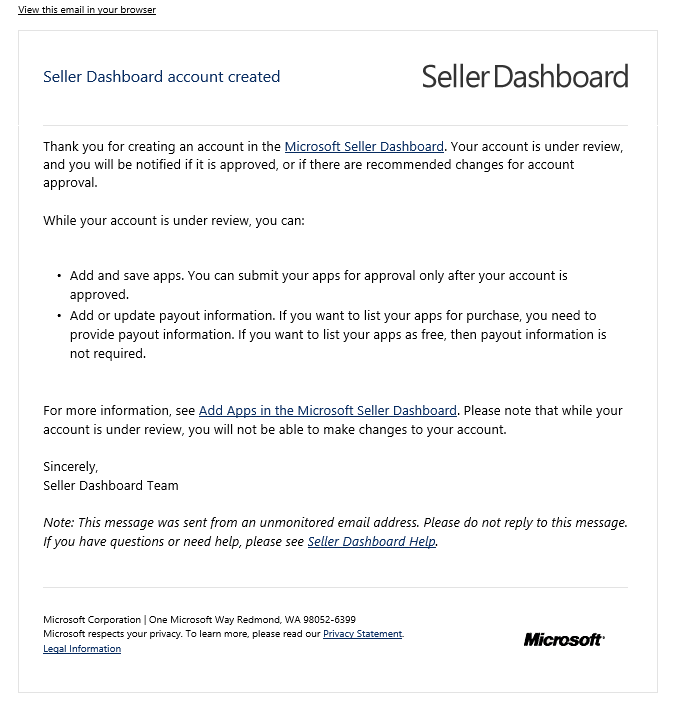 View this email in your browser
Seller Dashboard account created
Seller Dashboard
Thank you for creating an account in the Microsoft Seller Dashboard. Your account is under review,
and you will be notified if it is approved, or if there are recommended changes for account
approval.
While your account is under review, you can:
• Add and save apps. You can submit your apps for approval only after your account is
approved.
• Add or update payout information. If you want to list your apps for purchase, you need to
provide payout information. If you want to list your apps as free, then payout information is
not required.
For more information, see Add Apps in the Microsoft Seller Dashboard. Please note that while your
account is under review, you will not be able to make changes to your account.
Sincerely,
Seller Dashboard Team
Note: This message was sent from an unmonitored email address. Please do not reply to this message.
If you have questions or need help, please see Seller Dashboard Help.
Microsoft Corporation | One Microsoft Way Redmond, WA 98052-6399
Microsoft respects your privacy. To learn more, please read our Privacy Statement.
Legal Information
Microsoft